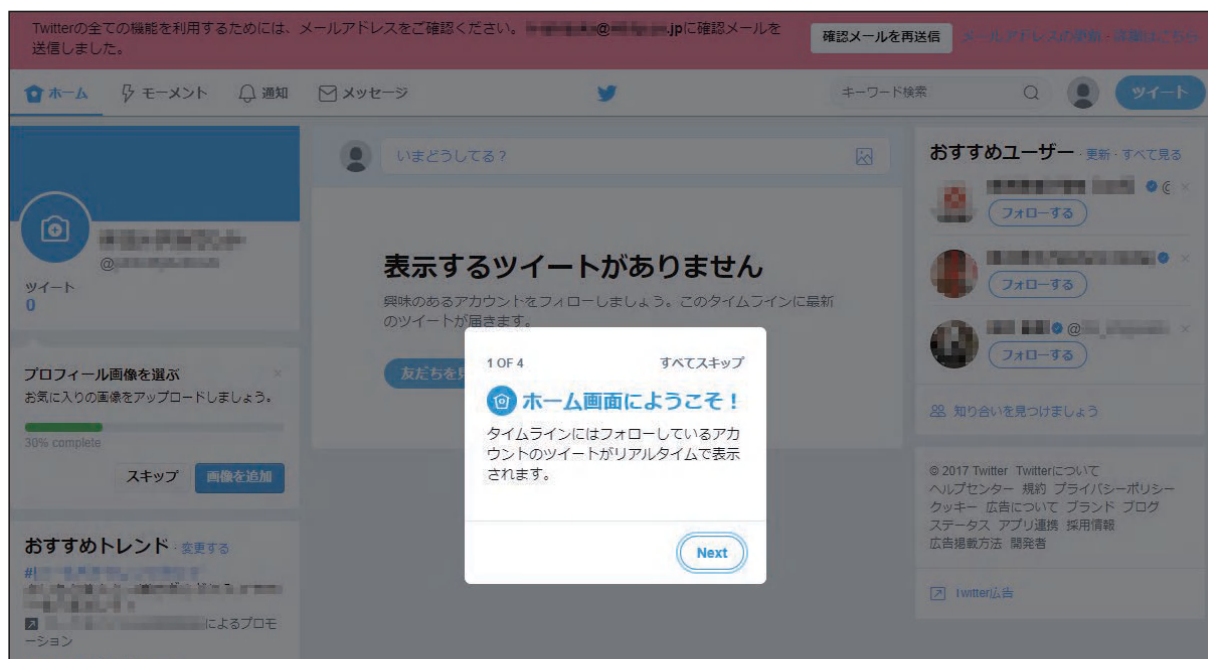 Twitterの全ての機能を利用するためには、メールアドレスをご確認ください。 @ .jpに確認メールを
送信しました。
確認メールを再送信
メールアドレスの更新・
ホーム
モーメント
通知
メッセージ
キーワード検索
ツイート
@
ツイート
0
プロフィール画像を選ぶ ×
お気に入りの画像をアップロードしましょう。
30% complete
スキップ
画像を追加
おすすめトレンド · 変更する
#
によるプロモ
ーション
いまどうしてる?
表示するツイートがありません
興味のあるアカウントをフォローしましょう。このタイムラインに最新
のツイートが届きます。
友だちを
1 OF 4
すべてスキップ
ホーム画面にようこそ!
タイムラインにはフォローしているアカ
ウントのツイートがリアルタイムで表示
されます。
Next
おすすめユーザー · 更新 · すべて見る
フォローする
フォローする
@
フォローする
知り合いを見つけましょう
© 2017 Twitter Twitterについて
ヘルプセンター 規約 プライバシーポリシー
クッキー 広告について ブランド ブログ
ステータス アプリ連携 採用情報
広告掲載方法 開発者
Twitter広告